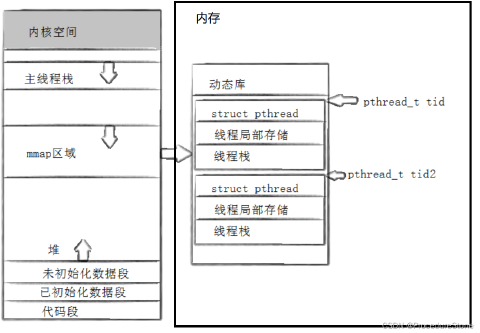 内核空间
主线程栈
mmap区域
堆
未初始化数据段
已初始化数据段
代码段
内存
动态库
struct pthread
线程局部存储
线程栈
struct pthread
线程局部存储
线程栈
pthread_t tid
pthread_t tid2